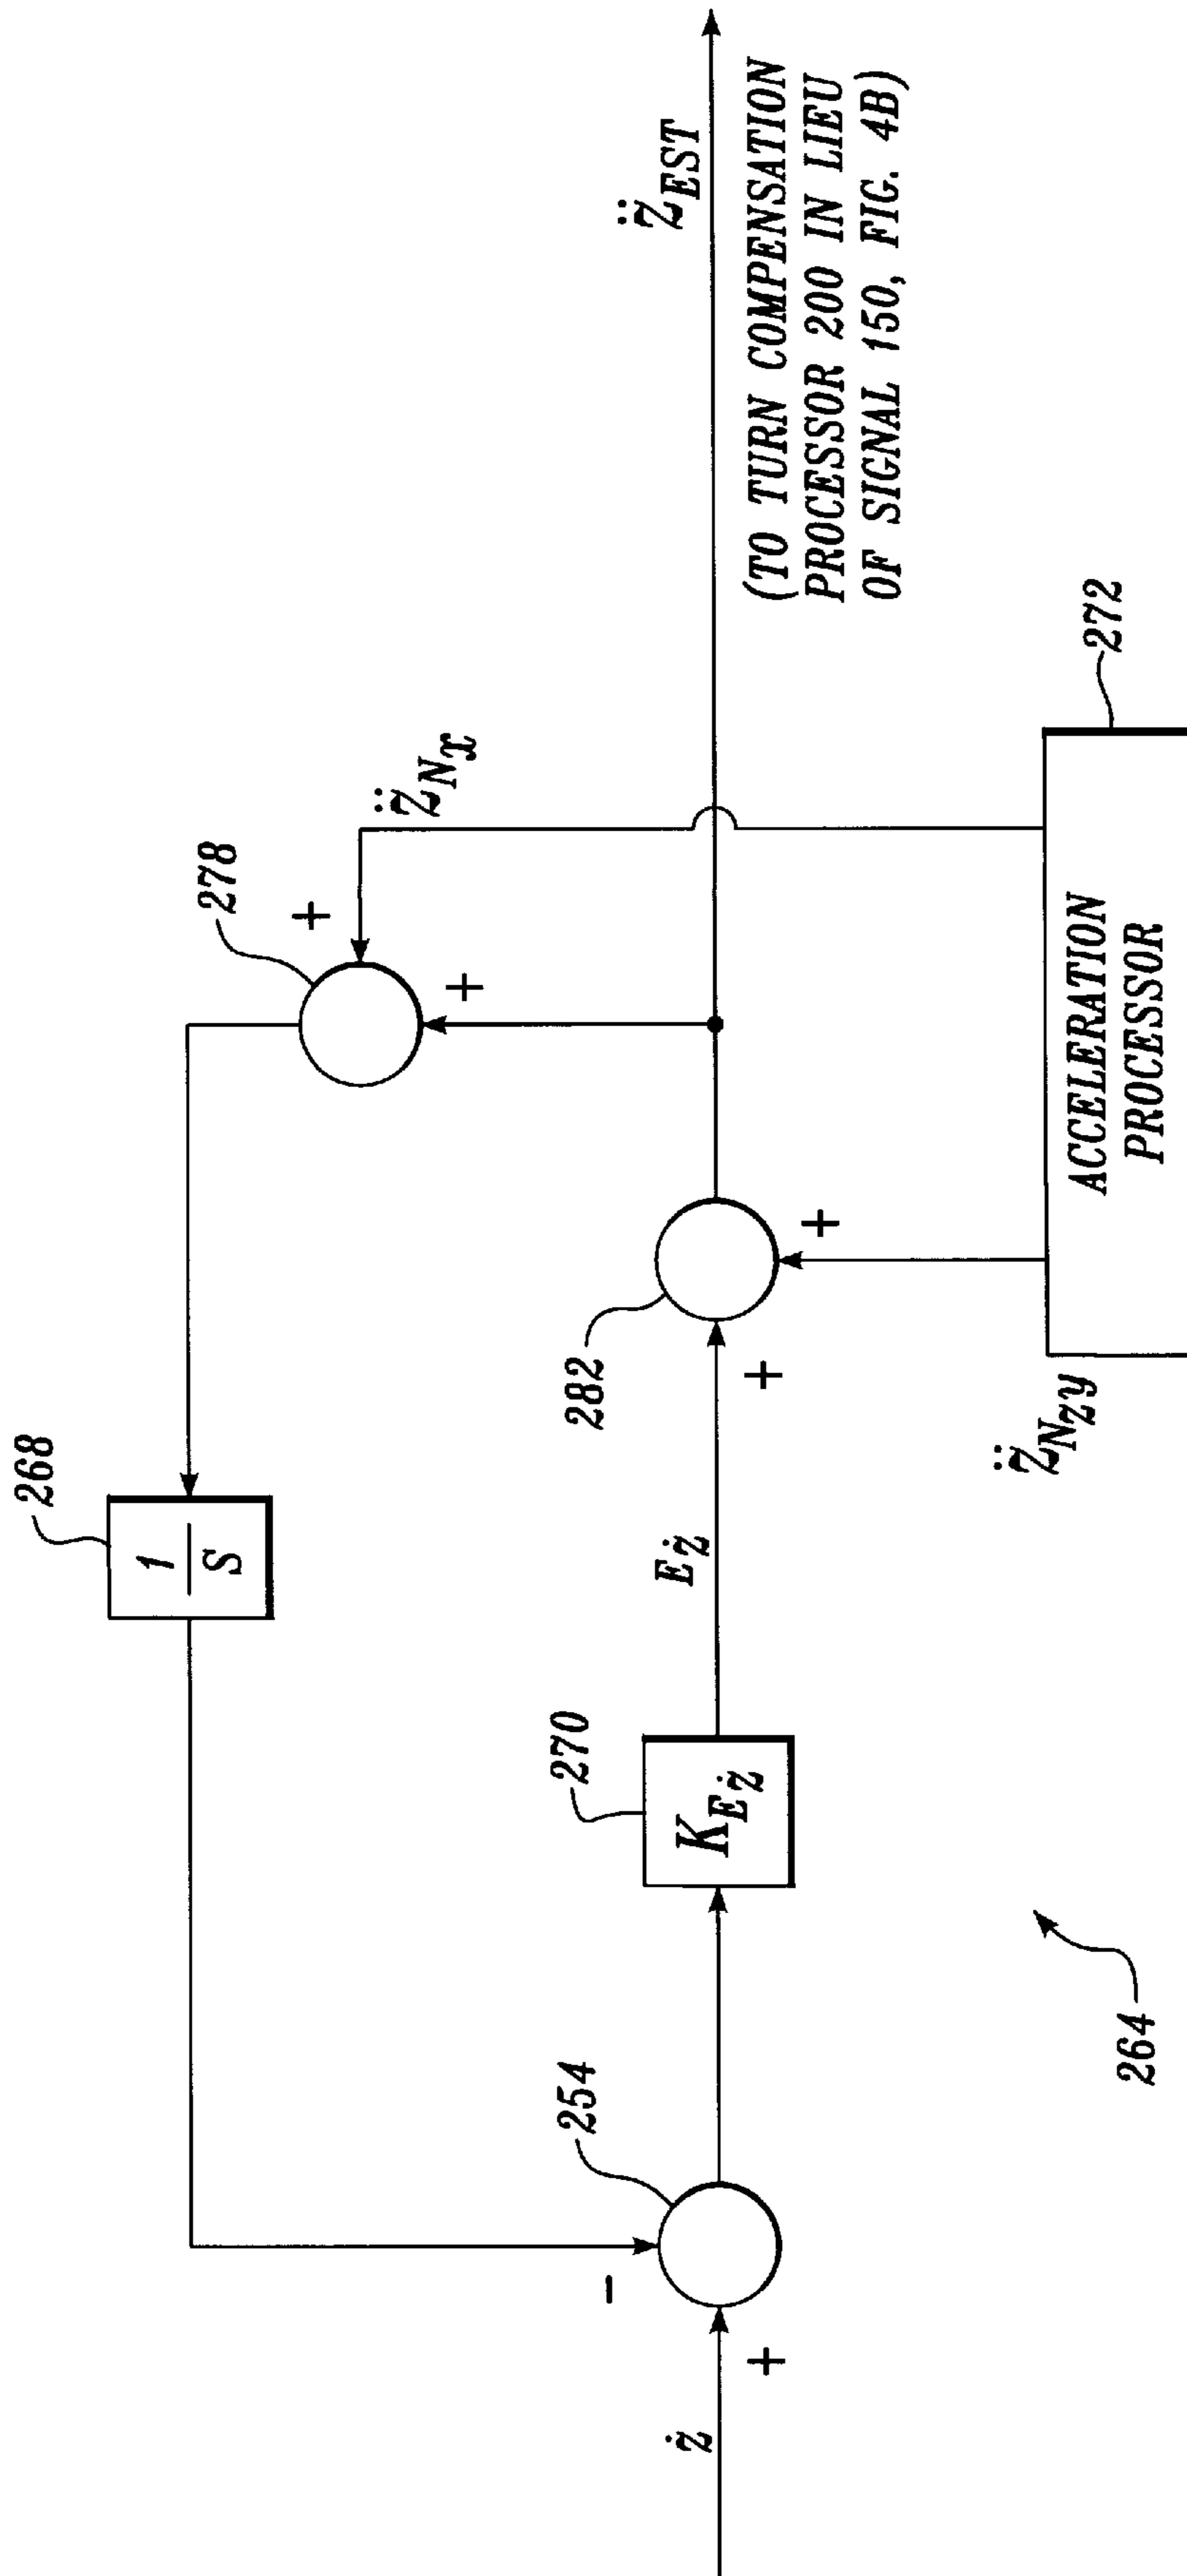 268
1
S
278
+
+
Z̈Nx
Z̈EST
(TO TURN COMPENSATION
PROCESSOR 200 IN LIEU
OF SIGNAL 150, FIG. 4B)
ż
+
-
254
270
KEż
Eż
282
+
+
Z̈Nzy
ACCELERATION
PROCESSOR
272
264